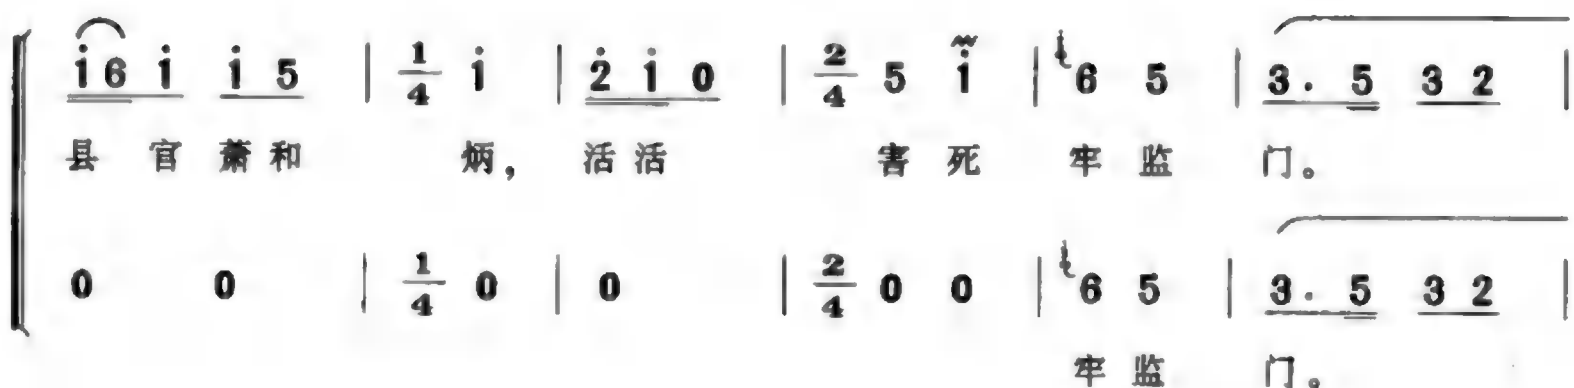 i̇ 6 i̇ i̇ 5 | 1/4 i̇ | 2̇ i̇ 0 | 2/4 5 i̇ | i̇ 6 5 | 3. 5 3 2 |
县 官 萧 和 炳， 活 活 害 死 牢 监 门。
0 0 | 1/4 0 | 0 | 2/4 0 0 | i̇ 6 5 | 3. 5 3 2 |
牢 监 门。